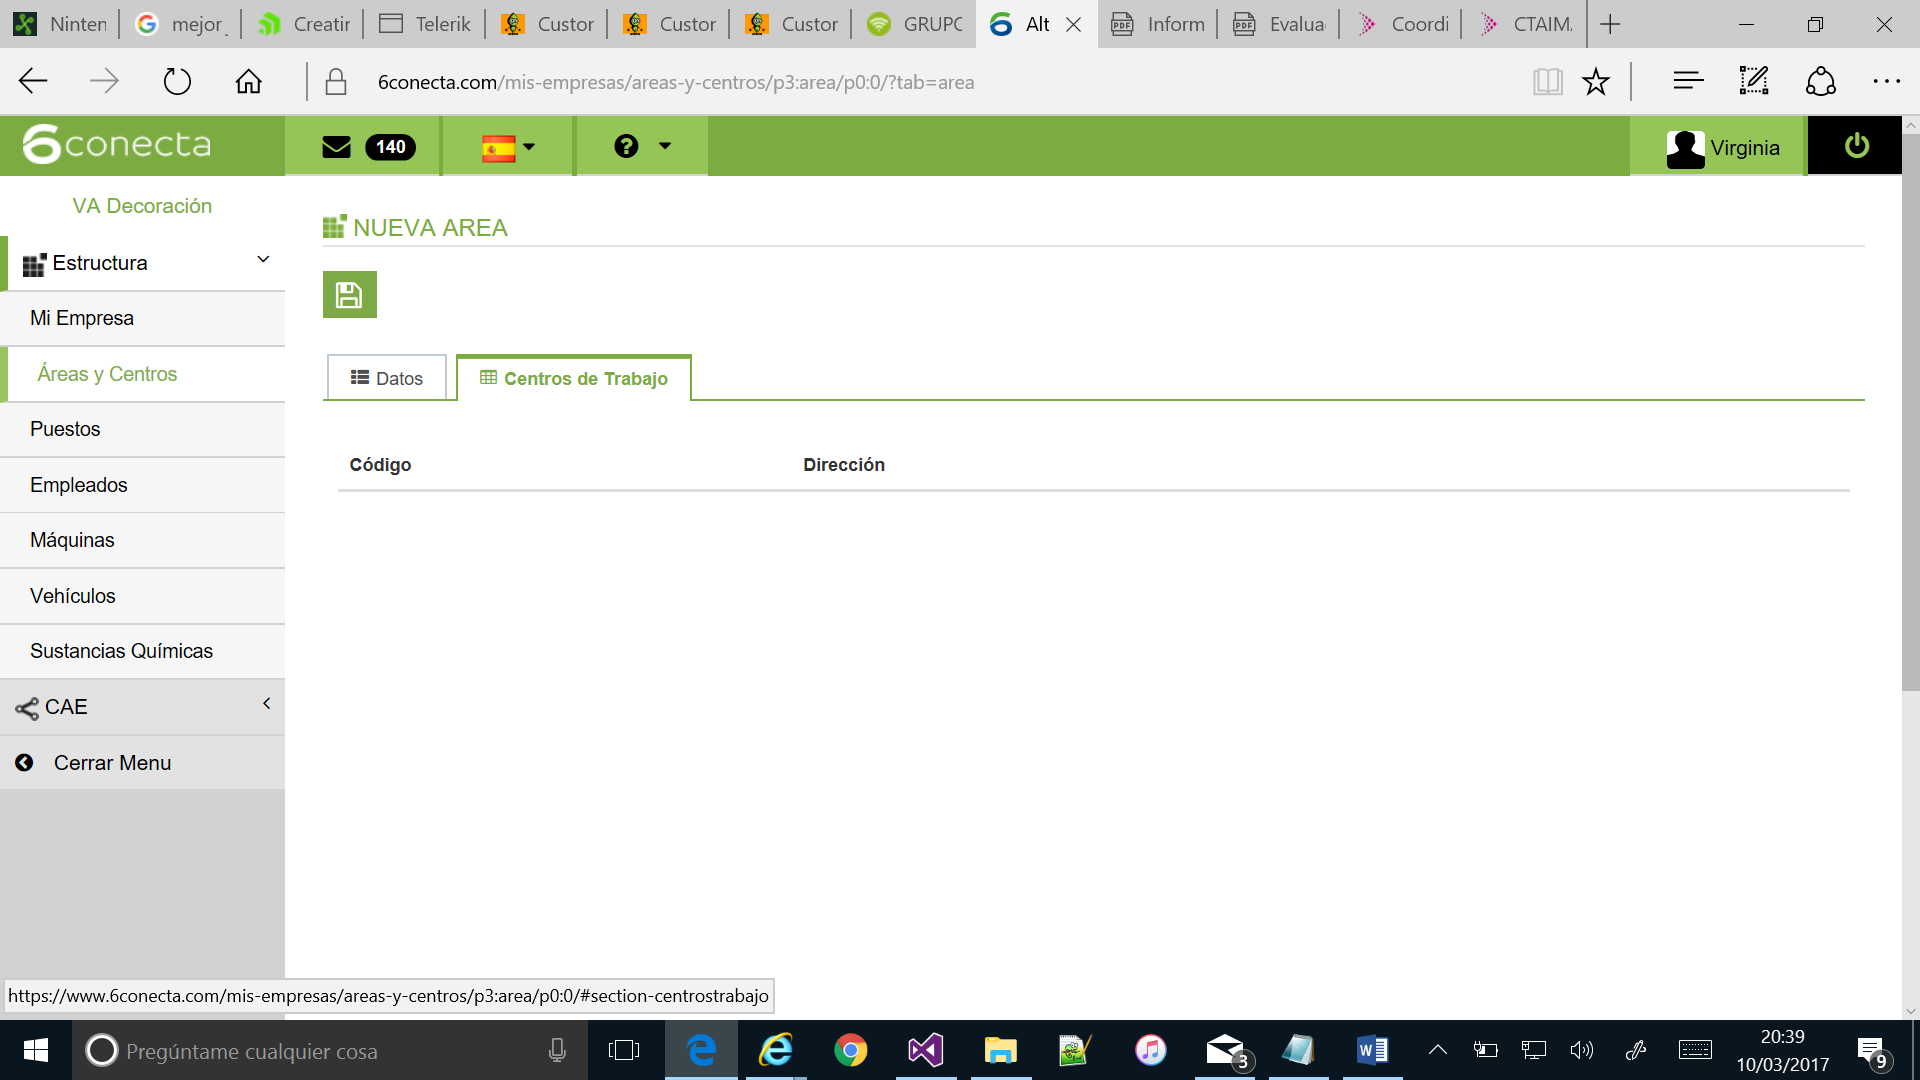 Ninten
mejor
Creatir
Telerik
Custor
Custor
Custor
GRUPO
Alt
Inform
Evalua
Coordi
CTAIM
6conecta.com/mis-empresas/areas-y-centros/p3:area/p0:0/?tab=area
6conecta
140
Virginia
VA Decoración
Estructura
Mi Empresa
Áreas y Centros
Puestos
Empleados
Máquinas
Vehículos
Sustancias Químicas
CAE
Cerrar Menu
NUEVA AREA
Datos
Centros de Trabajo
Código Dirección
https://www.6conecta.com/mis-empresas/areas-y-centros/p3:area/p0:0/#section-centrostrabajo
Pregúntame cualquier cosa
3
20:39
10/03/2017
9